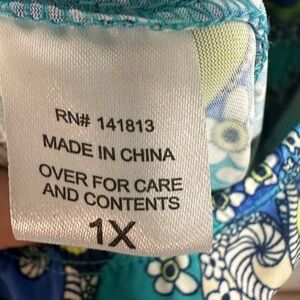 RN# 141813
MADE IN CHINA
OVER FOR CARE
AND CONTENTS
1X